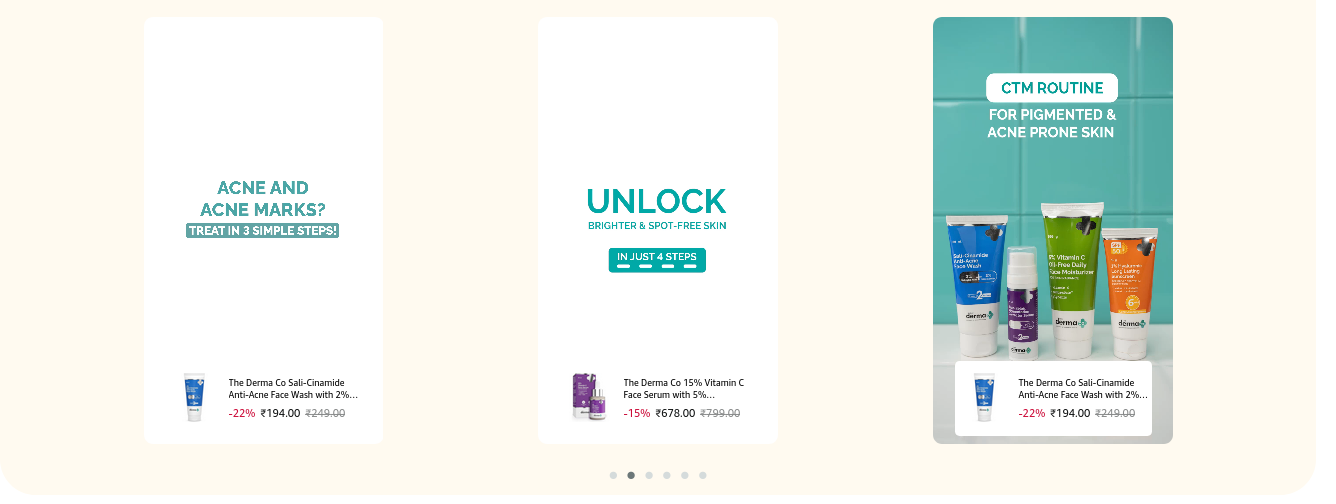 ACNE AND
ACNE MARKS?
TREAT IN 3 SIMPLE STEPS!
The Derma Co Sali-Cinamide
Anti-Acne Face Wash with 2%...
-22% ₹194.00 ₹249.00
UNLOCK
BRIGHTER & SPOT-FREE SKIN
IN JUST 4 STEPS
The Derma Co 15% Vitamin C
Face Serum with 5%...
-15% ₹678.00 ₹799.00
CTM ROUTINE
FOR PIGMENTED &
ACNE PRONE SKIN
Sali-Cinamide
Anti-Acne
Face Wash
derma
Vitamin C
Oil-Free Daily
Face Moisturizer
derma
1% Hyaluronic
Long Lasting
Sunscreen
derma
derma
The Derma Co Sali-Cinamide
Anti-Acne Face Wash with 2%...
-22% ₹194.00 ₹249.00